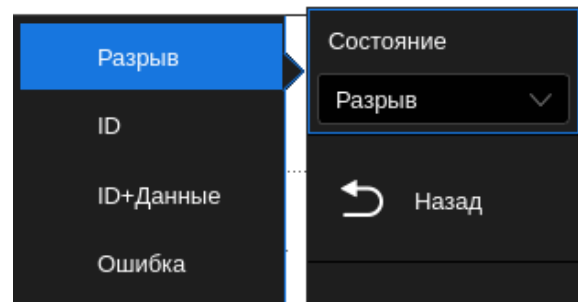 Разрыв
ID
ID+Данные
Ошибка
Состояние
Разрыв
Назад